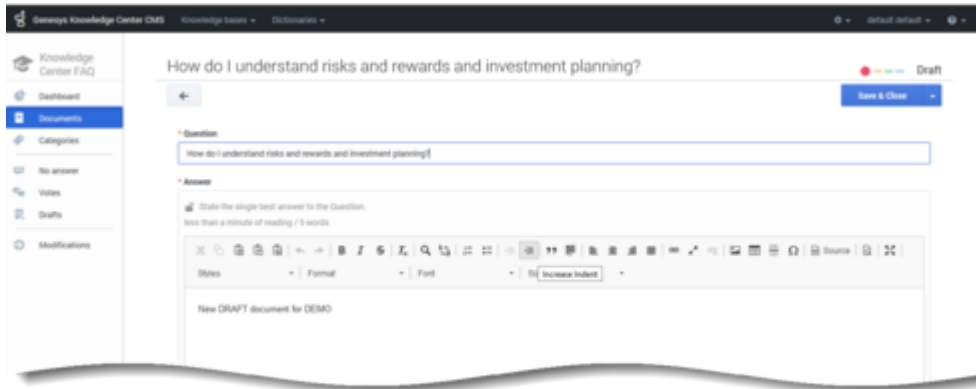 Genesys Knowledge Center CMS Knowledge bases Dictionaries default default
Knowledge
Center FAQ
How do I understand risks and rewards and investment planning?
Draft
Dashboard
Save & Close
Documents
Categories
* Question
How do I understand risks and rewards and investment planning?
* Answer
No answer
State the single best answer to the Question.
Votes
less than a minute of reading / 5 words
Drafts
Modifications
B I S Ix Ω Source
Styles Format Font
Increase Indent
New DRAFT document for DEMO